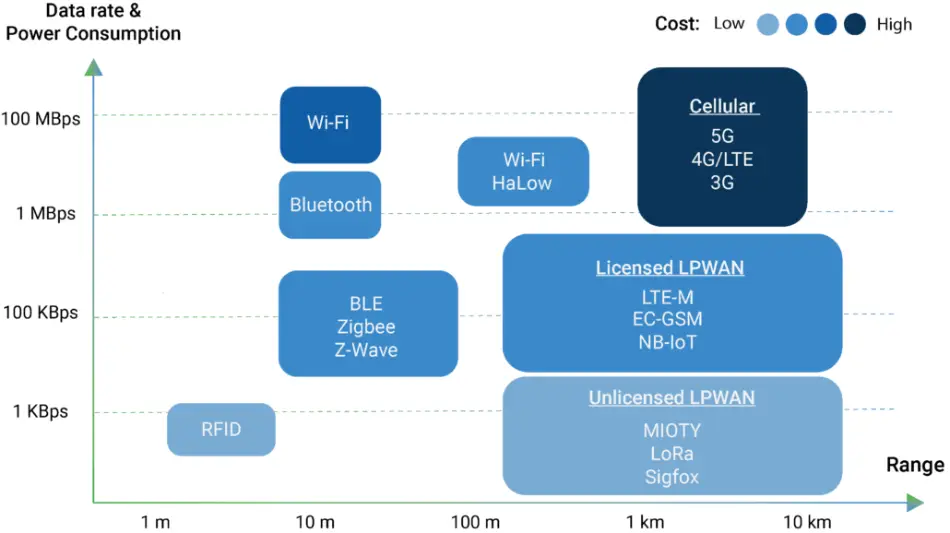 Data rate &
Power Consumption
Cost: Low High
100 MBps
Wi-Fi
Cellular
5G
4G/LTE
3G
Wi-Fi
HaLow
Bluetooth
1 MBps
Licensed LPWAN
LTE-M
EC-GSM
NB-IoT
BLE
Zigbee
Z-Wave
100 KBps
Unlicensed LPWAN
MIOTY
LoRa
Sigfox
1 KBps
RFID
Range
1 m 10 m 100 m 1 km 10 km